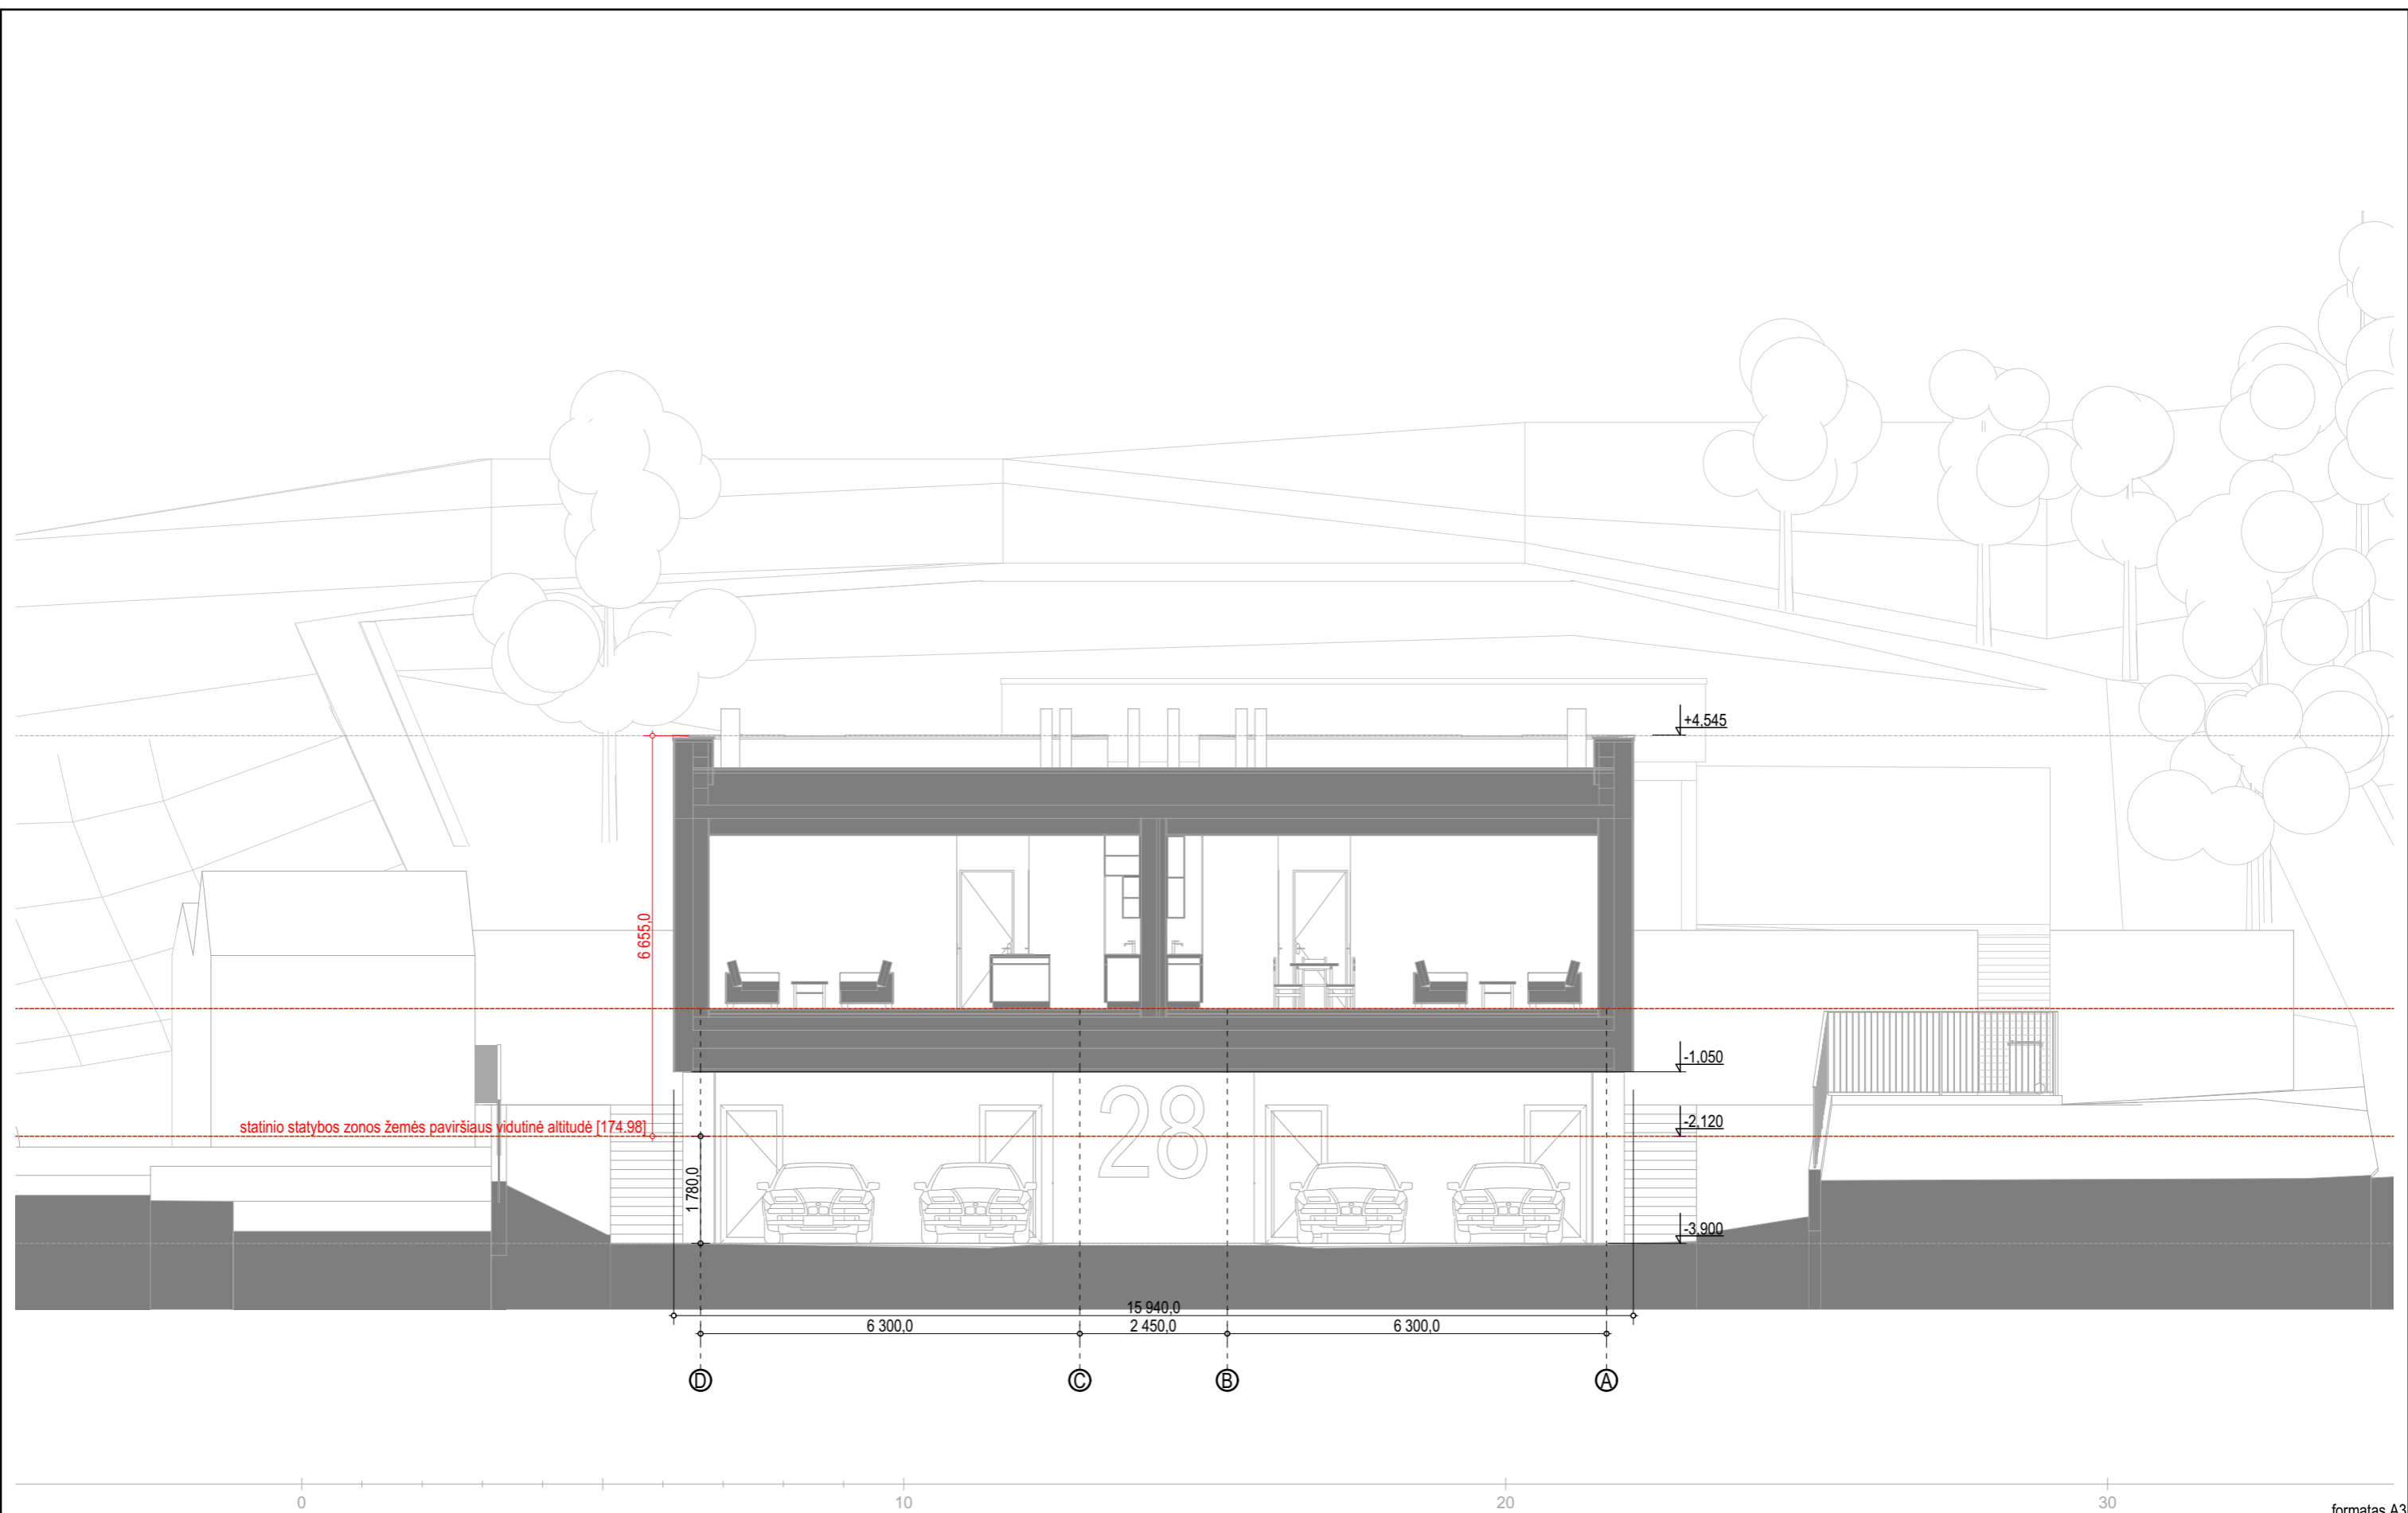 +4,545
6 655,0
-1,050
28
statinio statybos zonos žemės paviršiaus vidutinė altitudė [174.98]
-2,120
1 780,0
-3,900
15 940,0
6 300,0 2 450,0 6 300,0
D C B A
0 10 20 30
formatas A3